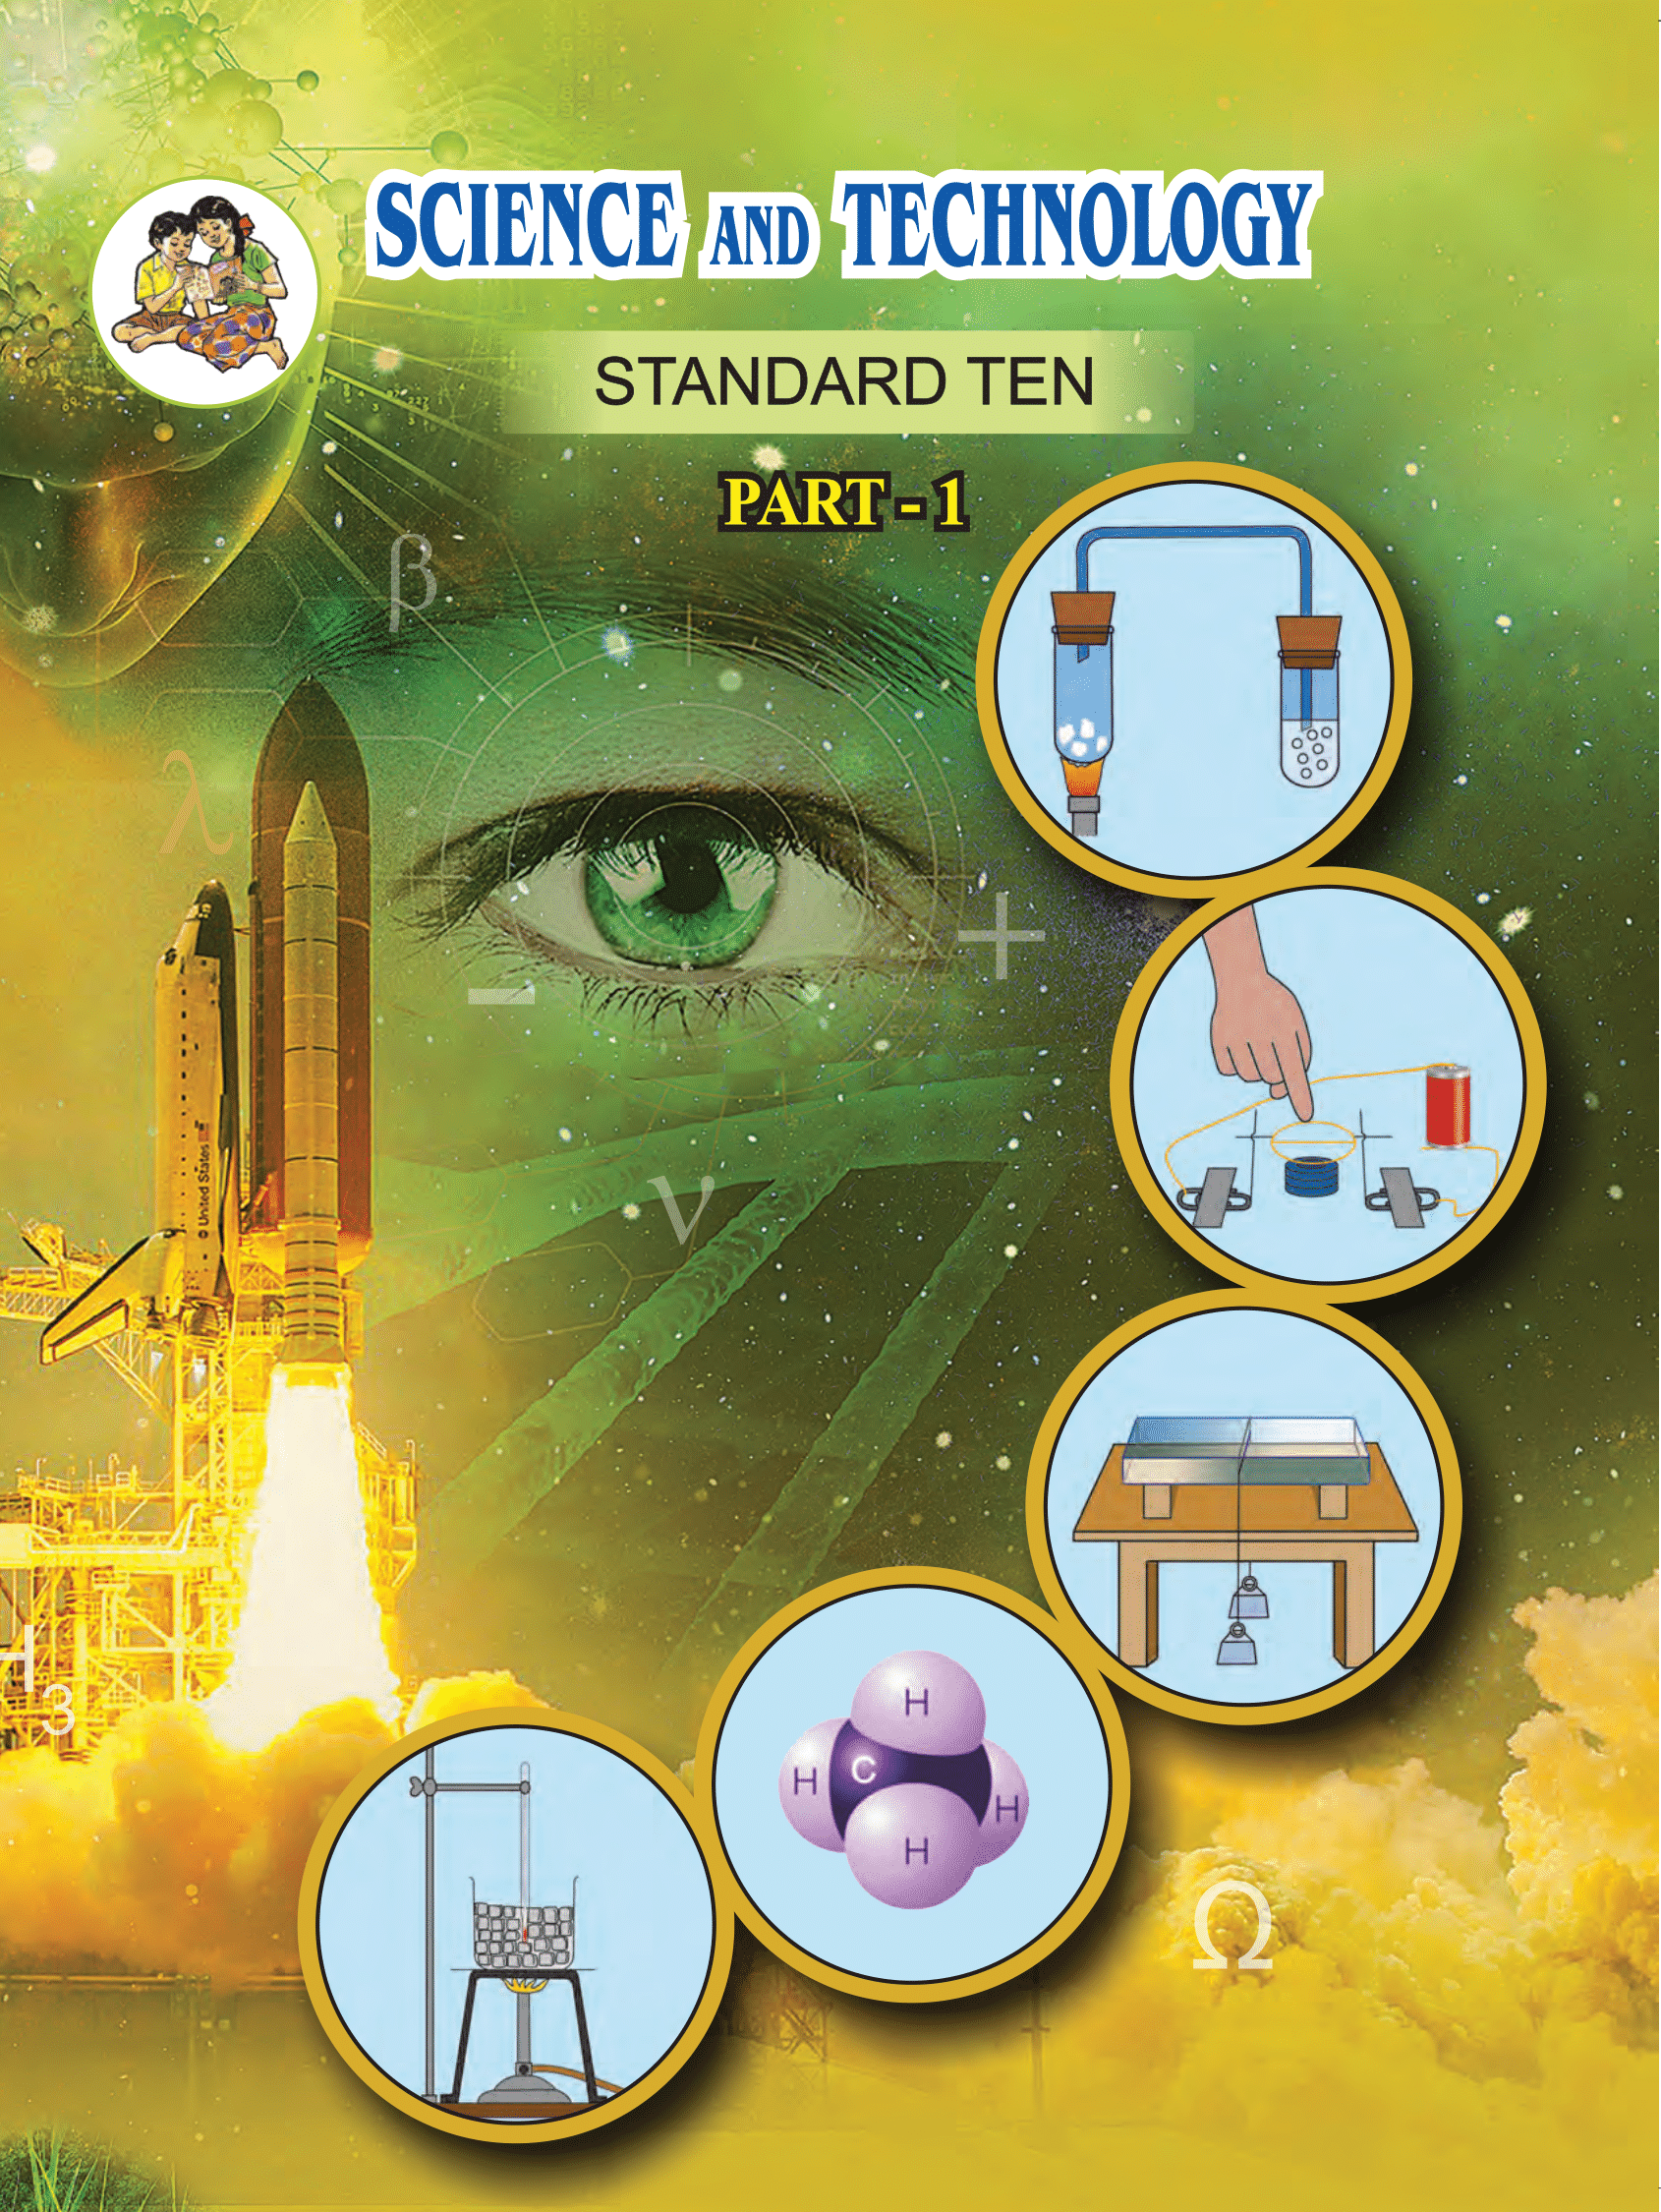 SCIENCE AND TECHNOLOGY
STANDARD TEN
PART - 1
β
λ
+
-
United States
ν
H
H
C
H
H
H
3
Ω